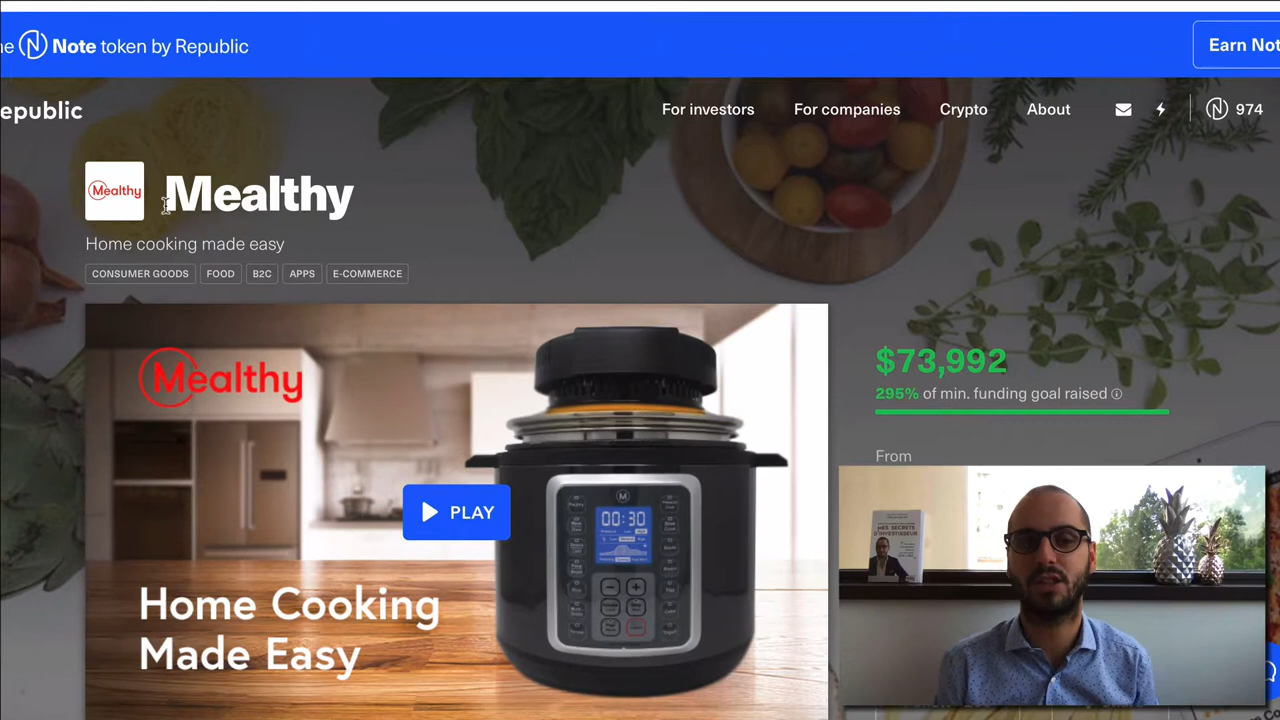 ne Note token by Republic
Earn Not
epublic
For investors
For companies
Crypto
About
974
Mealthy
Mealthy
Home cooking made easy
CONSUMER GOODS
FOOD
B2C
APPS
E-COMMERCE
Mealthy
$73,992
295% of min. funding goal raised
From
PLAY
M
00:30
Home Cooking
Made Easy
MES SECRETS
D'INVESTISSEUR